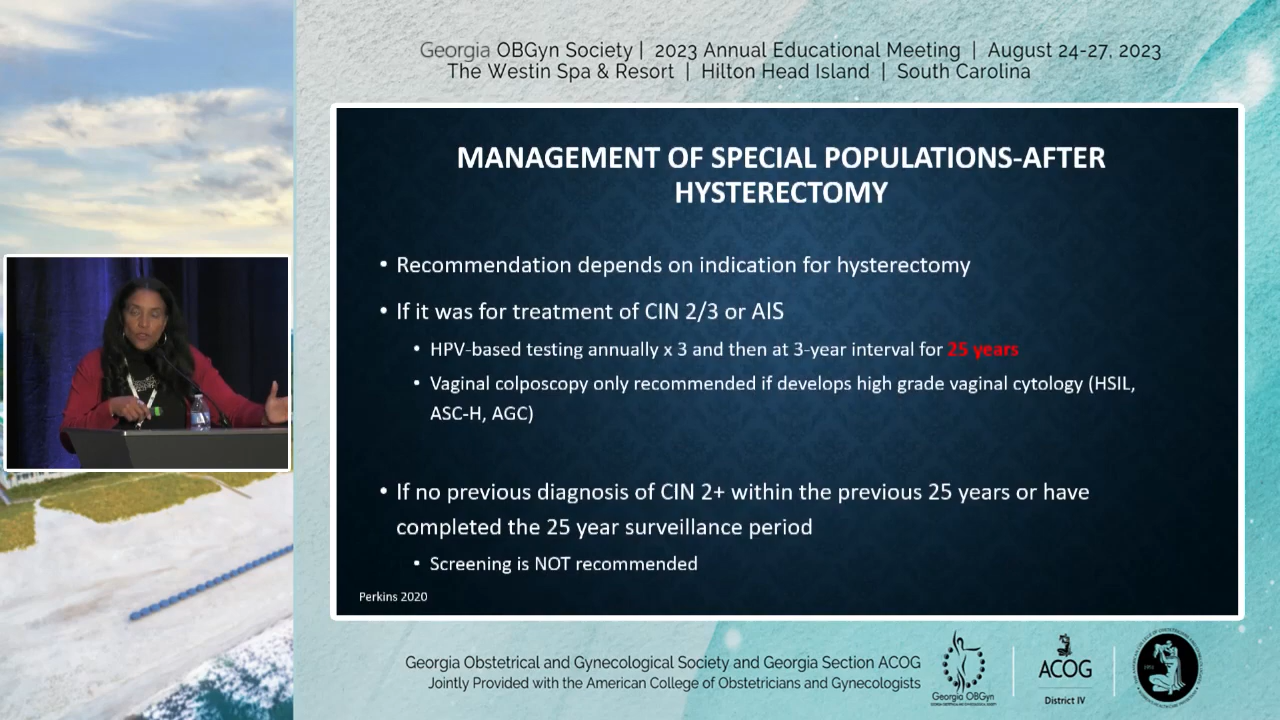 Georgia OBGyn Society | 2023 Annual Educational Meeting | August 24-27, 2023
The Westin Spa & Resort | Hilton Head Island | South Carolina
MANAGEMENT OF SPECIAL POPULATIONS-AFTER
HYSTERECTOMY
• Recommendation depends on indication for hysterectomy
• If it was for treatment of CIN 2/3 or AIS
• HPV-based testing annually x 3 and then at 3-year interval for 25 years
• Vaginal colposcopy only recommended if develops high grade vaginal cytology (HSIL,
ASC-H, AGC)
• If no previous diagnosis of CIN 2+ within the previous 25 years or have
completed the 25 year surveillance period
• Screening is NOT recommended
Perkins 2020
Georgia Obstetrical and Gynecological Society and Georgia Section ACOG
Jointly Provided with the American College of Obstetricians and Gynecologists
Georgia OBGyn
ACOG
District IV